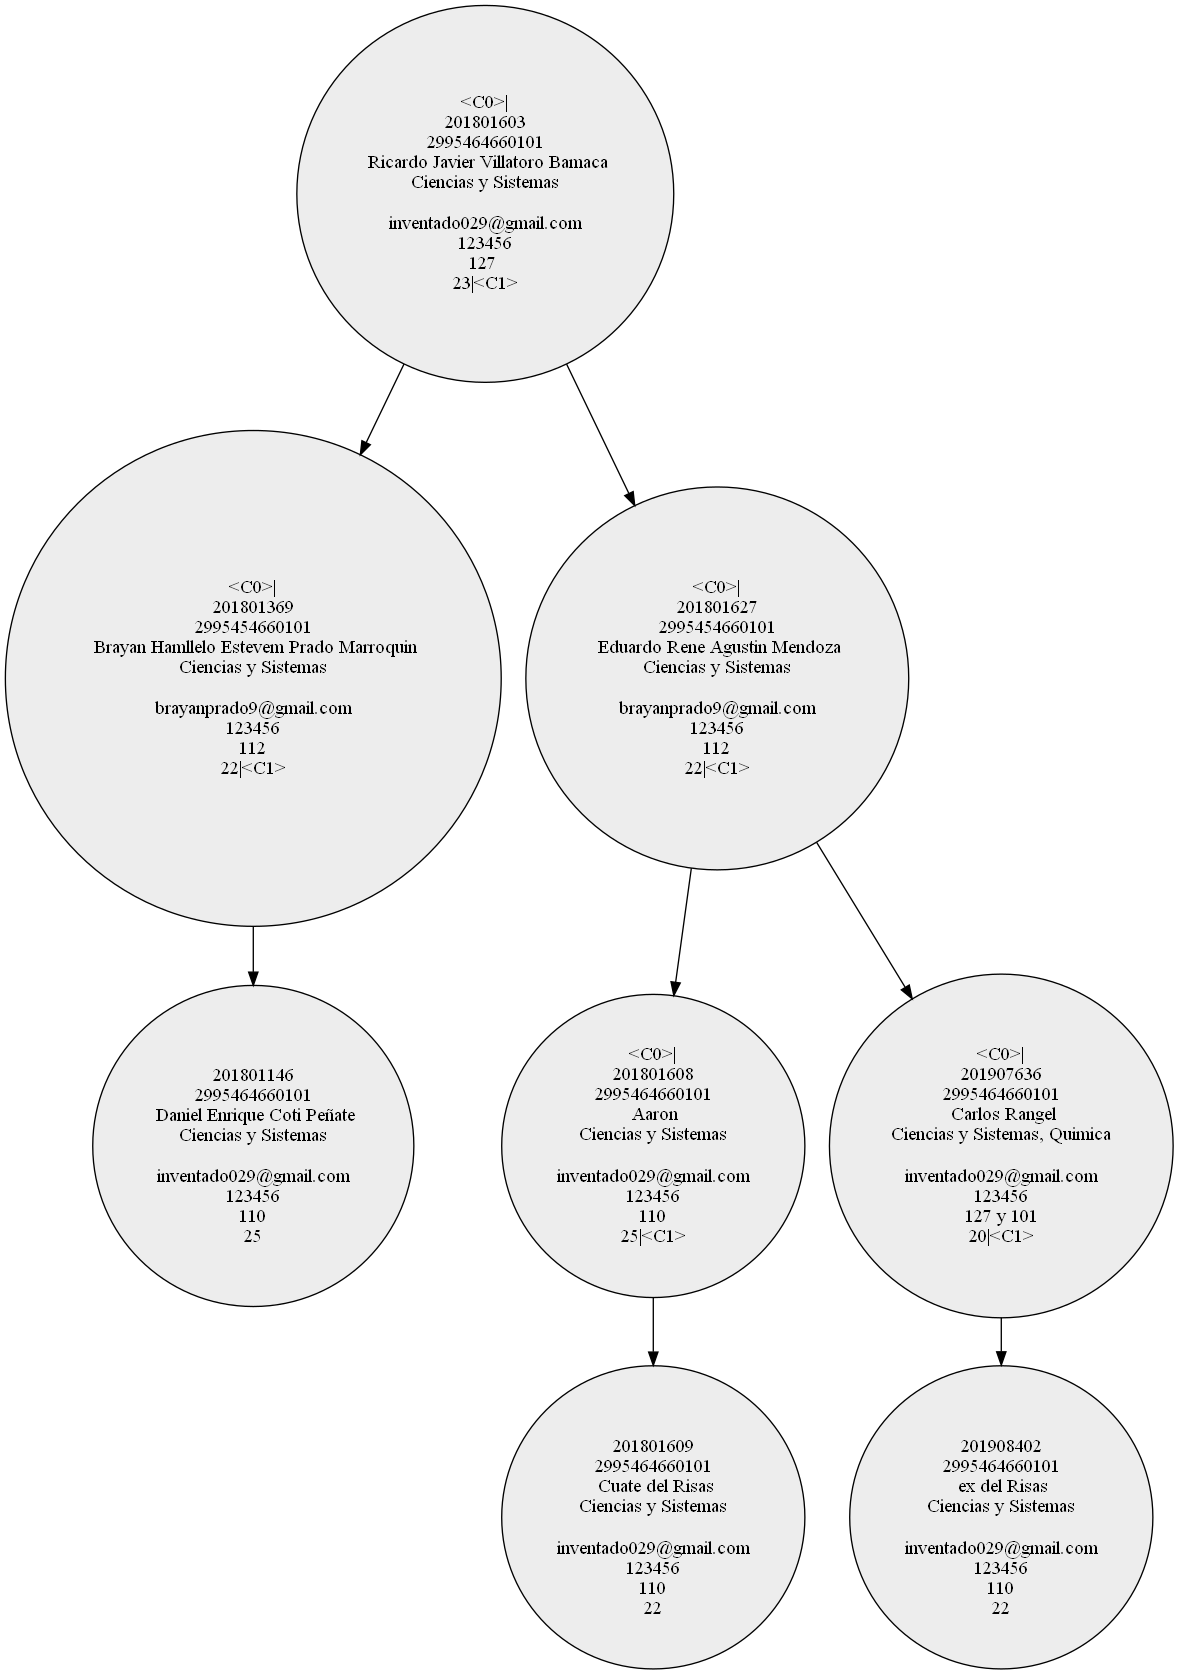 <C0>|
201801603
2995464660101
Ricardo Javier Villatoro Bamaca
Ciencias y Sistemas
inventado029@gmail.com
123456
127
23|<C1>
<C0>|
201801369
2995454660101
Brayan Hamllelo Estevem Prado Marroquin
Ciencias y Sistemas
brayanprado9@gmail.com
123456
112
22|<C1>
<C0>|
201801627
2995454660101
Eduardo Rene Agustin Mendoza
Ciencias y Sistemas
brayanprado9@gmail.com
123456
112
22|<C1>
201801146
2995464660101
Daniel Enrique Coti Peñate
Ciencias y Sistemas
inventado029@gmail.com
123456
110
25
<C0>|
201801608
2995464660101
Aaron
Ciencias y Sistemas
inventado029@gmail.com
123456
110
25|<C1>
<C0>|
201907636
2995464660101
Carlos Rangel
Ciencias y Sistemas, Quimica
inventado029@gmail.com
123456
127 y 101
20|<C1>
201801609
2995464660101
Cuate del Risas
Ciencias y Sistemas
inventado029@gmail.com
123456
110
22
201908402
2995464660101
ex del Risas
Ciencias y Sistemas
inventado029@gmail.com
123456
110
22